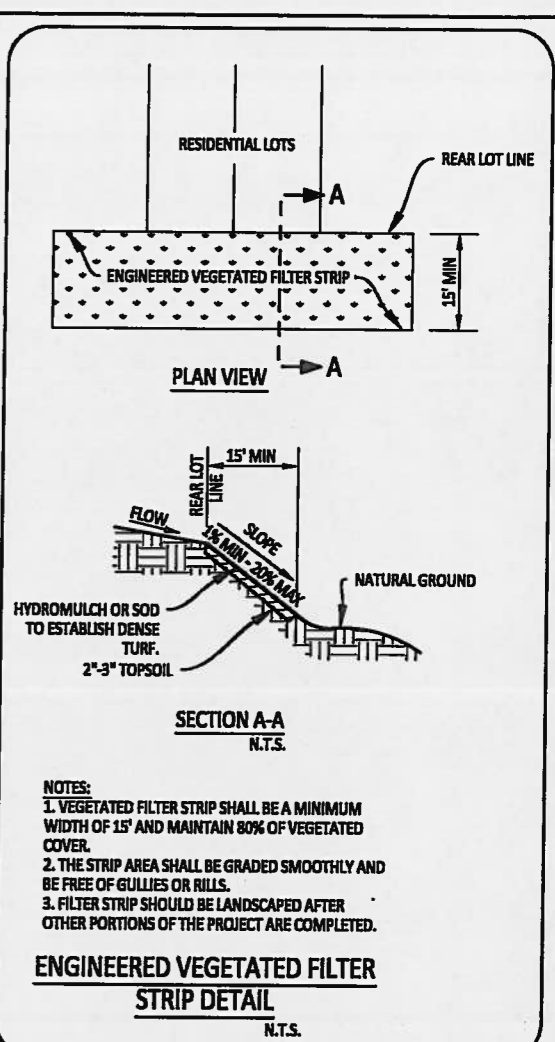 RESIDENTIAL LOTS
REAR LOT LINE
A
ENGINEERED VEGETATED FILTER STRIP
15' MIN
A
PLAN VIEW
REAR LOT
LINE
15' MIN
FLOW
SLOPE
1% MIN - 20% MAX
NATURAL GROUND
HYDROMULCH OR SOD
TO ESTABLISH DENSE
TURF.
2"-3" TOPSOIL
SECTION A-A
N.T.S.
NOTES:
1. VEGETATED FILTER STRIP SHALL BE A MINIMUM
WIDTH OF 15' AND MAINTAIN 80% OF VEGETATED
COVER.
2. THE STRIP AREA SHALL BE GRADED SMOOTHLY AND
BE FREE OF GULLIES OR RILLS.
3. FILTER STRIP SHOULD BE LANDSCAPED AFTER
OTHER PORTIONS OF THE PROJECT ARE COMPLETED.
ENGINEERED VEGETATED FILTER
STRIP DETAIL
N.T.S.